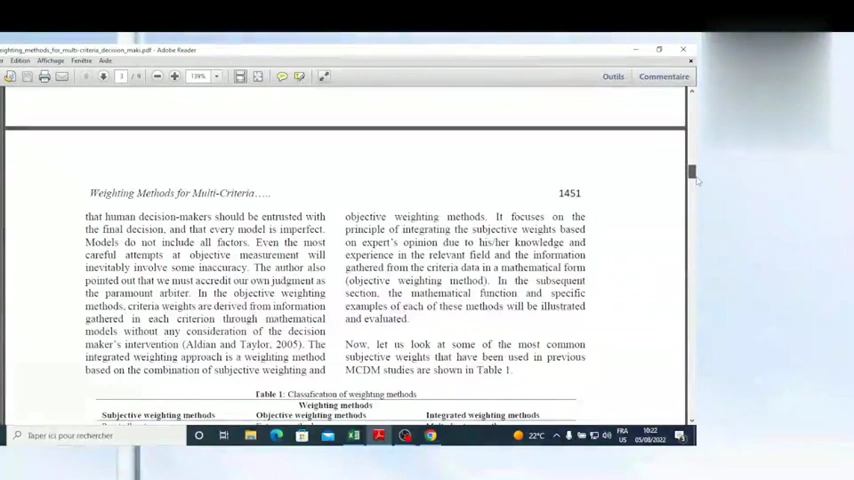 eighting_methods_for_multi-criteria_decision_maki.pdf - Adobe Reader
Edition Affichage Fenêtre Aide
3 / 9 139% Outils Commentaire
Weighting Methods for Multi-Criteria….. 1451
that human decision-makers should be entrusted with
the final decision, and that every model is imperfect.
Models do not include all factors. Even the most
careful attempts at objective measurement will
inevitably involve some inaccuracy. The author also
pointed out that we must accredit our own judgment as
the paramount arbiter. In the objective weighting
methods, criteria weights are derived from information
gathered in each criterion through mathematical
models without any consideration of the decision
maker's intervention (Aldian and Taylor, 2005). The
integrated weighting approach is a weighting method
based on the combination of subjective weighting and
objective weighting methods. It focuses on the
principle of integrating the subjective weights based
on expert's opinion due to his/her knowledge and
experience in the relevant field and the information
gathered from the criteria data in a mathematical form
(objective weighting method). In the subsequent
section, the mathematical function and specific
examples of each of these methods will be illustrated
and evaluated.
Now, let us look at some of the most common
subjective weights that have been used in previous
MCDM studies are shown in Table 1.
Table 1: Classification of weighting methods
Weighting methods
Subjective weighting methods Objective weighting methods Integrated weighting methods
Taper ici pour rechercher
22°C
FRA
US
10:22
05/08/2022